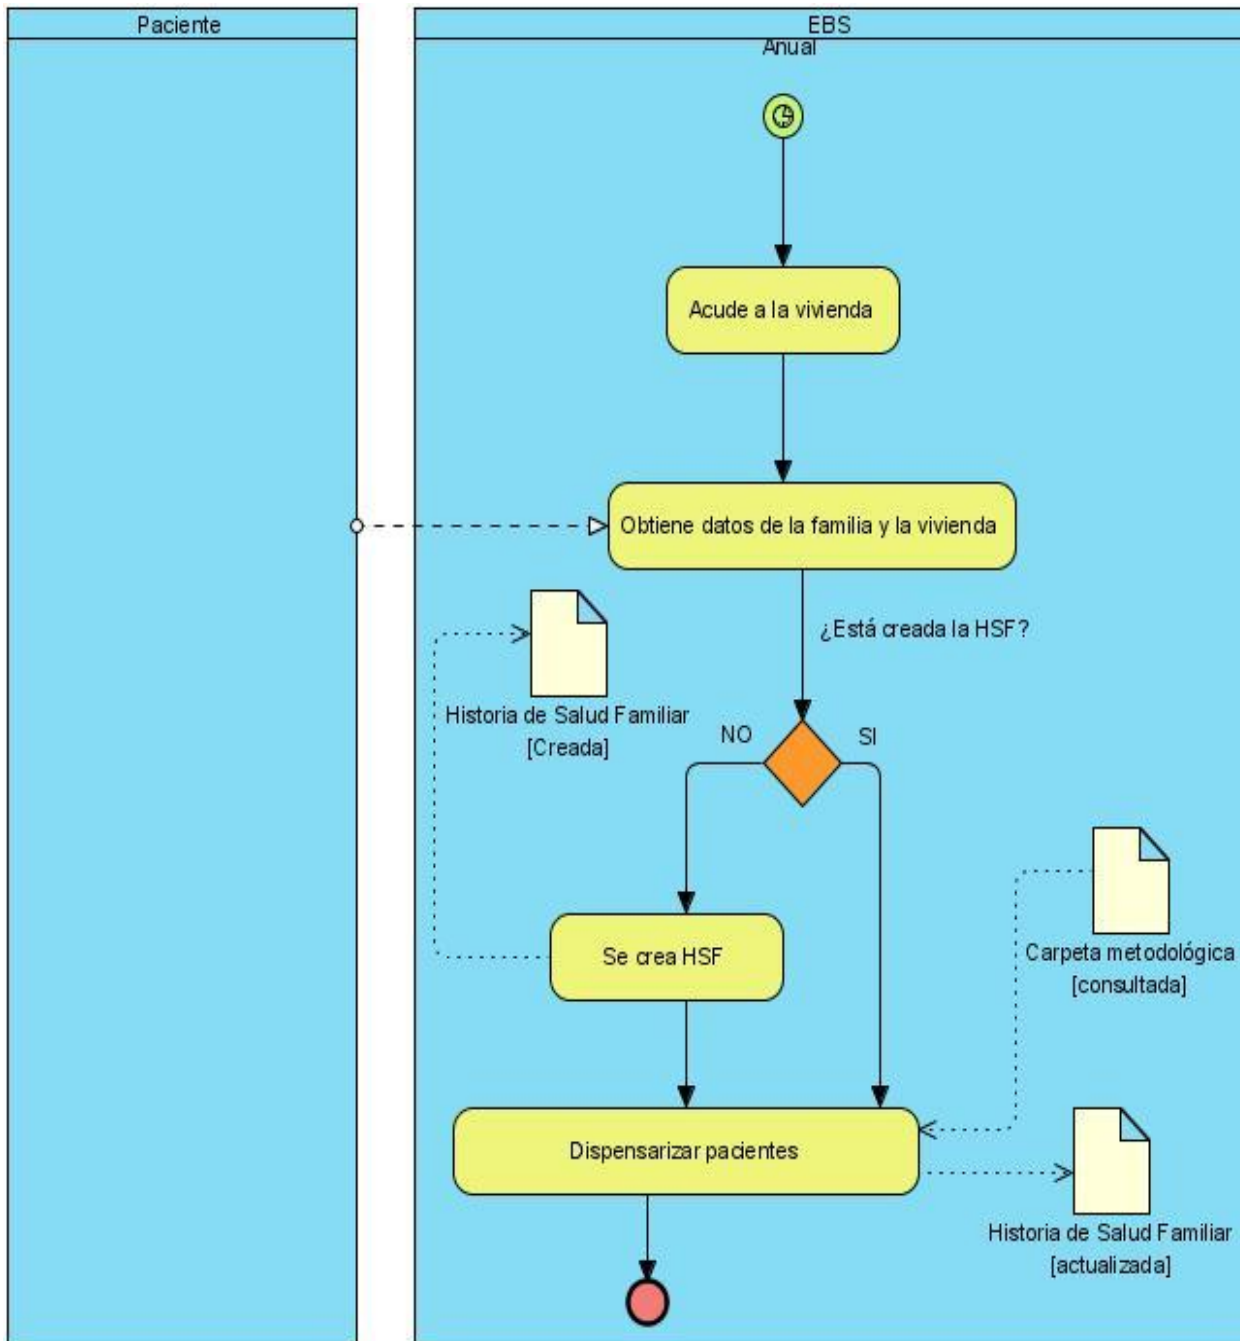 Paciente
EBS
Anual
Acude a la vivienda
Obtiene datos de la familia y la vivienda
¿Está creada la HSF?
Historia de Salud Familiar
[Creada]
NO
SI
Se crea HSF
Carpeta metodológica
[consultada]
Dispensarizar pacientes
Historia de Salud Familiar
[actualizada]